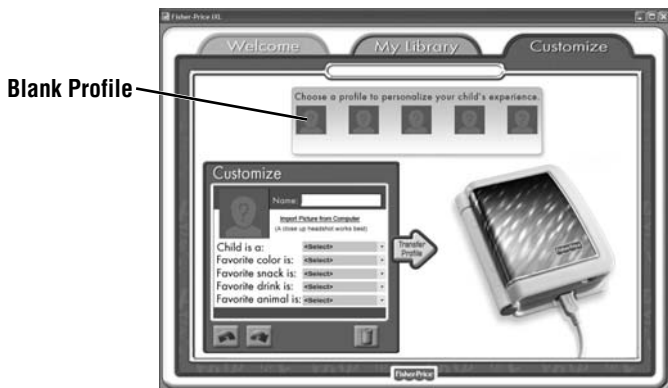 Fisher-Price iXL
Welcome
My Library
Customize
Blank Profile
Choose a profile to personalize your child's experience.
Customize
Name:
Import Picture from Computer
(A close up headshot works best)
Child is a: <Select>
Favorite color is: <Select>
Favorite snack is: <Select>
Favorite drink is: <Select>
Favorite animal is: <Select>
Transfer
Profile
Fisher-Price